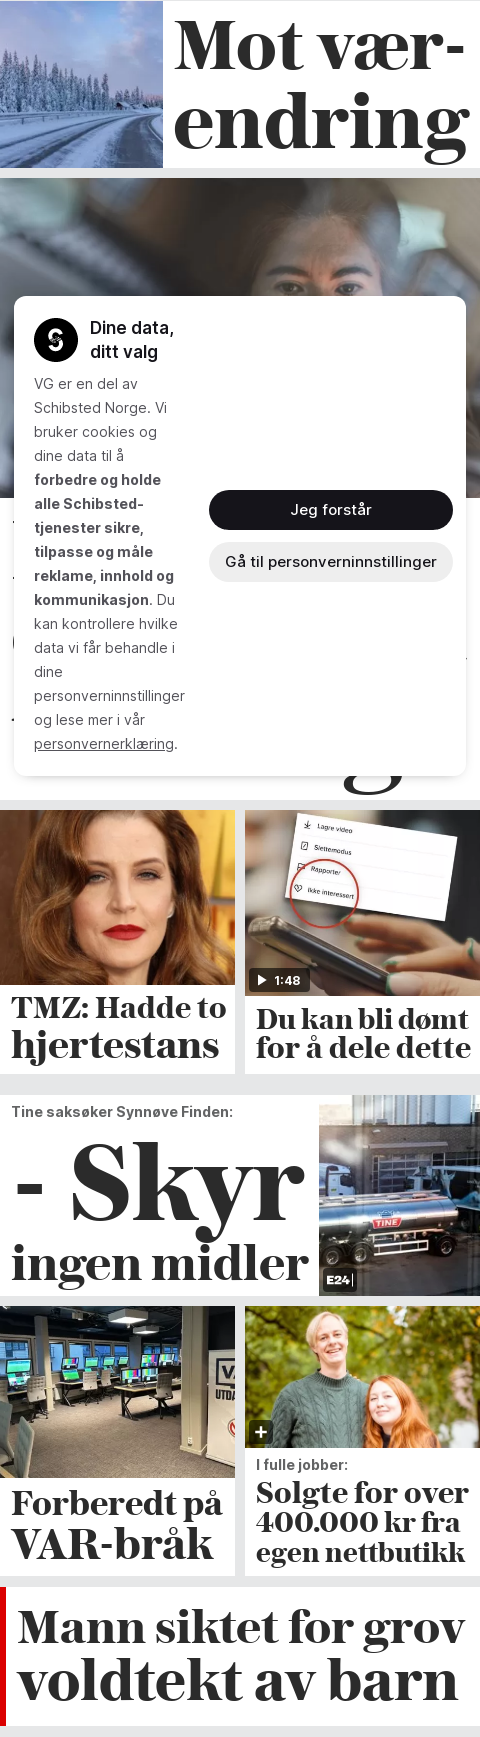 Mot vær-
endring
Dine data,
ditt valg
VG er en del av
Schibsted Norge. Vi
bruker cookies og
dine data til å
forbedre og holde
alle Schibsted-
tjenester sikre,
tilpasse og måle
reklame, innhold og
kommunikasjon. Du
kan kontrollere hvilke
data vi får behandle i
dine
personverninnstillinger
og lese mer i vår
personvernerklæring.
Jeg forstår
Gå til personverninnstillinger
TMZ: Hadde to
hjertestans
Lagre video
Slettemodus
Rapporter
Ikke interessert
1:48
Du kan bli dømt
for å dele dette
Tine saksøker Synnøve Finden:
- Skyr
ingen midler
TINE
E24
Forberedt på
VAR-bråk
I fulle jobber:
Solgte for over
400.000 kr fra
egen nettbutikk
Mann siktet for grov
voldtekt av barn